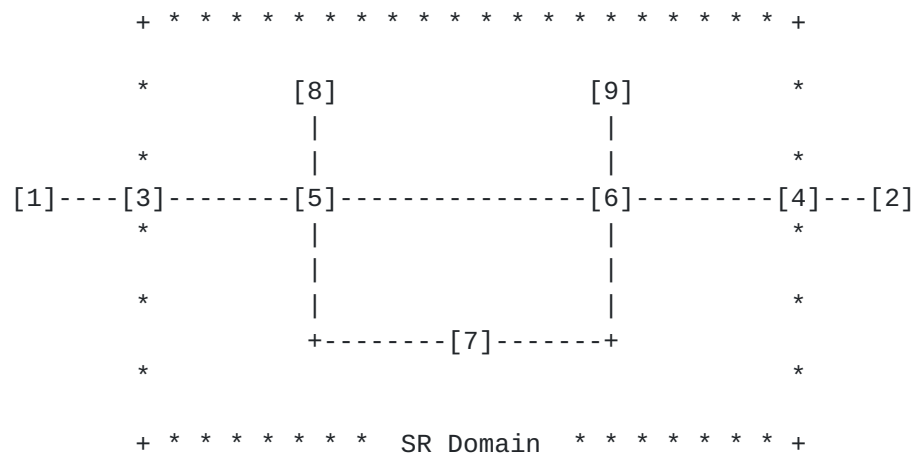 + * * * * * * * * * * * * * * * * * * * * +
* [8] [9] *
| |
* | | *
[1]----[3]--------[5]----------------[6]---------[4]---[2]
* | | *
| |
* | | *
+--------[7]-------+
* *
+ * * * * * * * SR Domain * * * * * * * +